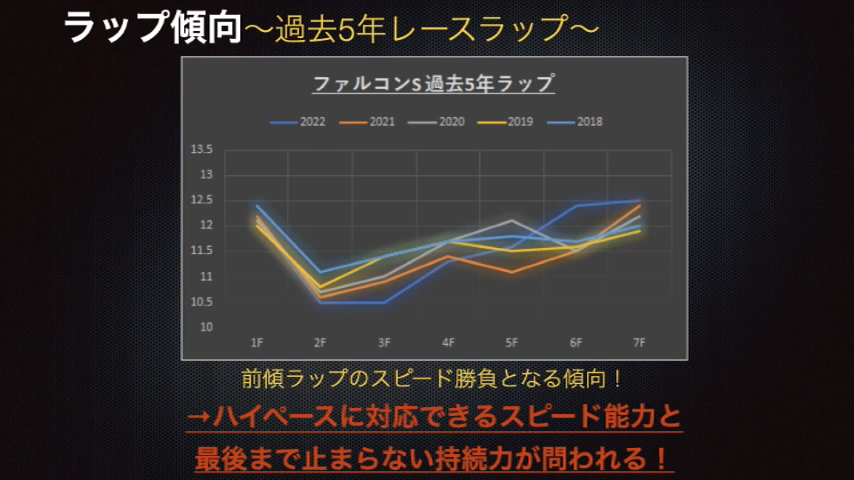 ラップ傾向〜過去5年レースラップ〜
ファルコンS 過去5年ラップ
2022 2021 2020 2019 2018
13.5
13
12.5
12
11.5
11
10.5
10
1F 2F 3F 4F 5F 6F 7F
前傾ラップのスピード勝負となる傾向！
→ハイペースに対応できるスピード能力と
最後まで止まらない持続力が問われる！